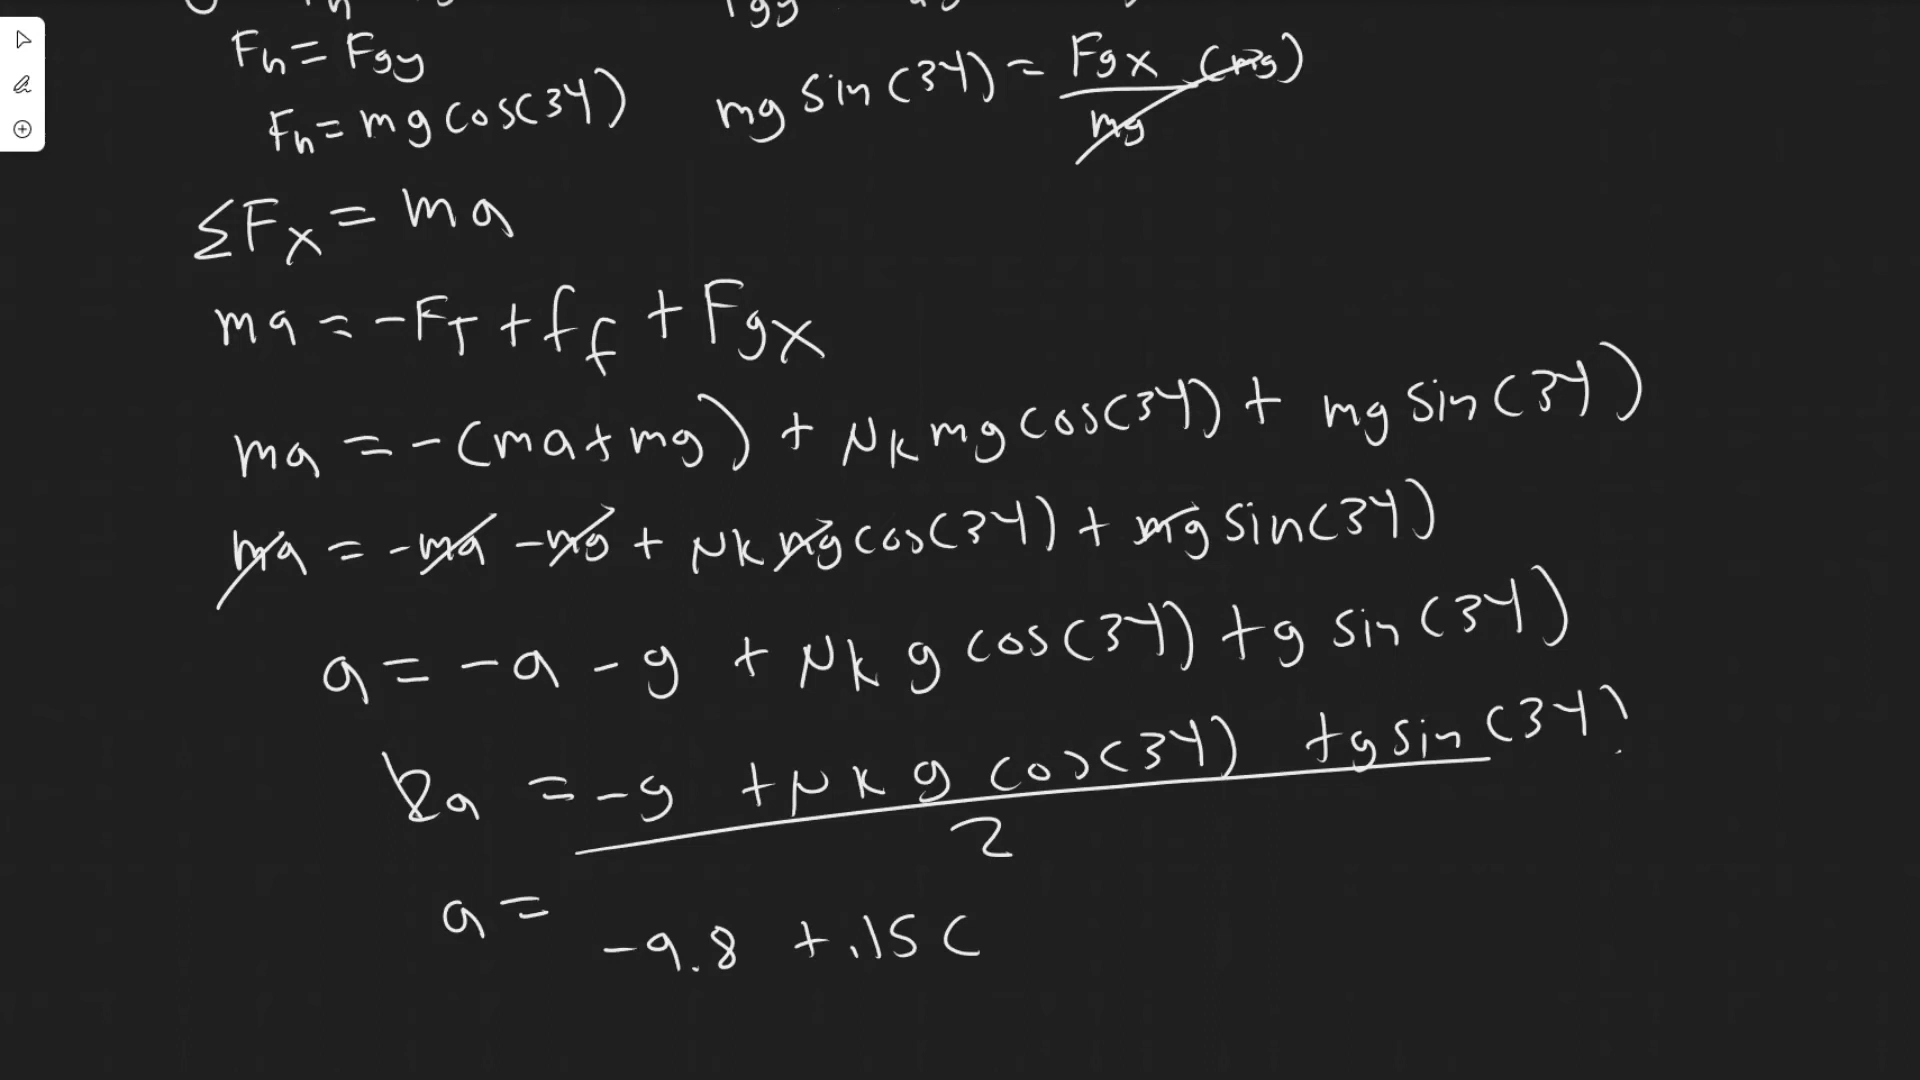 Fn = Fgy
mg sin(34) = Fgx (mg) / mg
Fn = mg cos(34)
ΣFx = ma
ma = -FT + ff + Fgx
ma = -(ma + mg) + μk mg cos(34) + mg sin(34)
ma = -ma - mg + μk mg cos(34) + mg sin(34)
a = -a - g + μk g cos(34) + g sin(34)
2a = -g + μk g cos(34) + g sin(34)
2
a =
-9.8 + .15 (